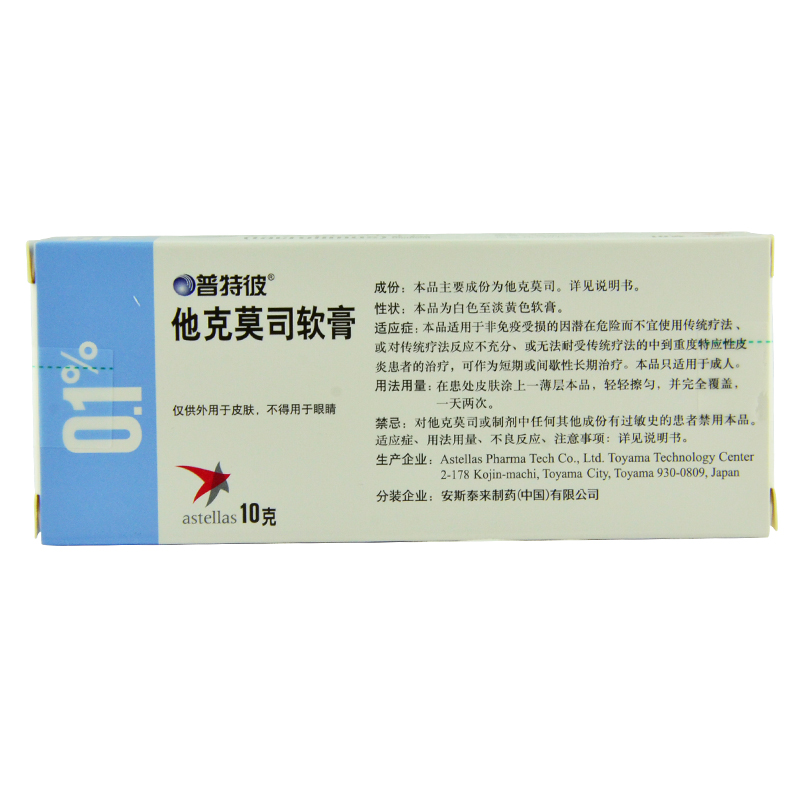 0.1%
普特彼®
他克莫司软膏
仅供外用于皮肤，不得用于眼睛
astellas 10克
成份：本品主要成份为他克莫司。详见说明书。
性状：本品为白色至淡黄色软膏。
适应症：本品适用于非免疫受损的因潜在危险而不宜使用传统疗法、
或对传统疗法反应不充分、或无法耐受传统疗法的中到重度特应性皮
炎患者的治疗，可作为短期或间歇性长期治疗。本品只适用于成人。
用法用量：在患处皮肤涂上一薄层本品，轻轻擦匀，并完全覆盖，
一天两次。
禁忌：对他克莫司或制剂中任何其他成份有过敏史的患者禁用本品。
适应症、用法用量、不良反应、注意事项：详见说明书。
生产企业：Astellas Pharma Tech Co., Ltd. Toyama Technology Center
2-178 Kojin-machi, Toyama City, Toyama 930-0809, Japan
分装企业：安斯泰来制药(中国)有限公司